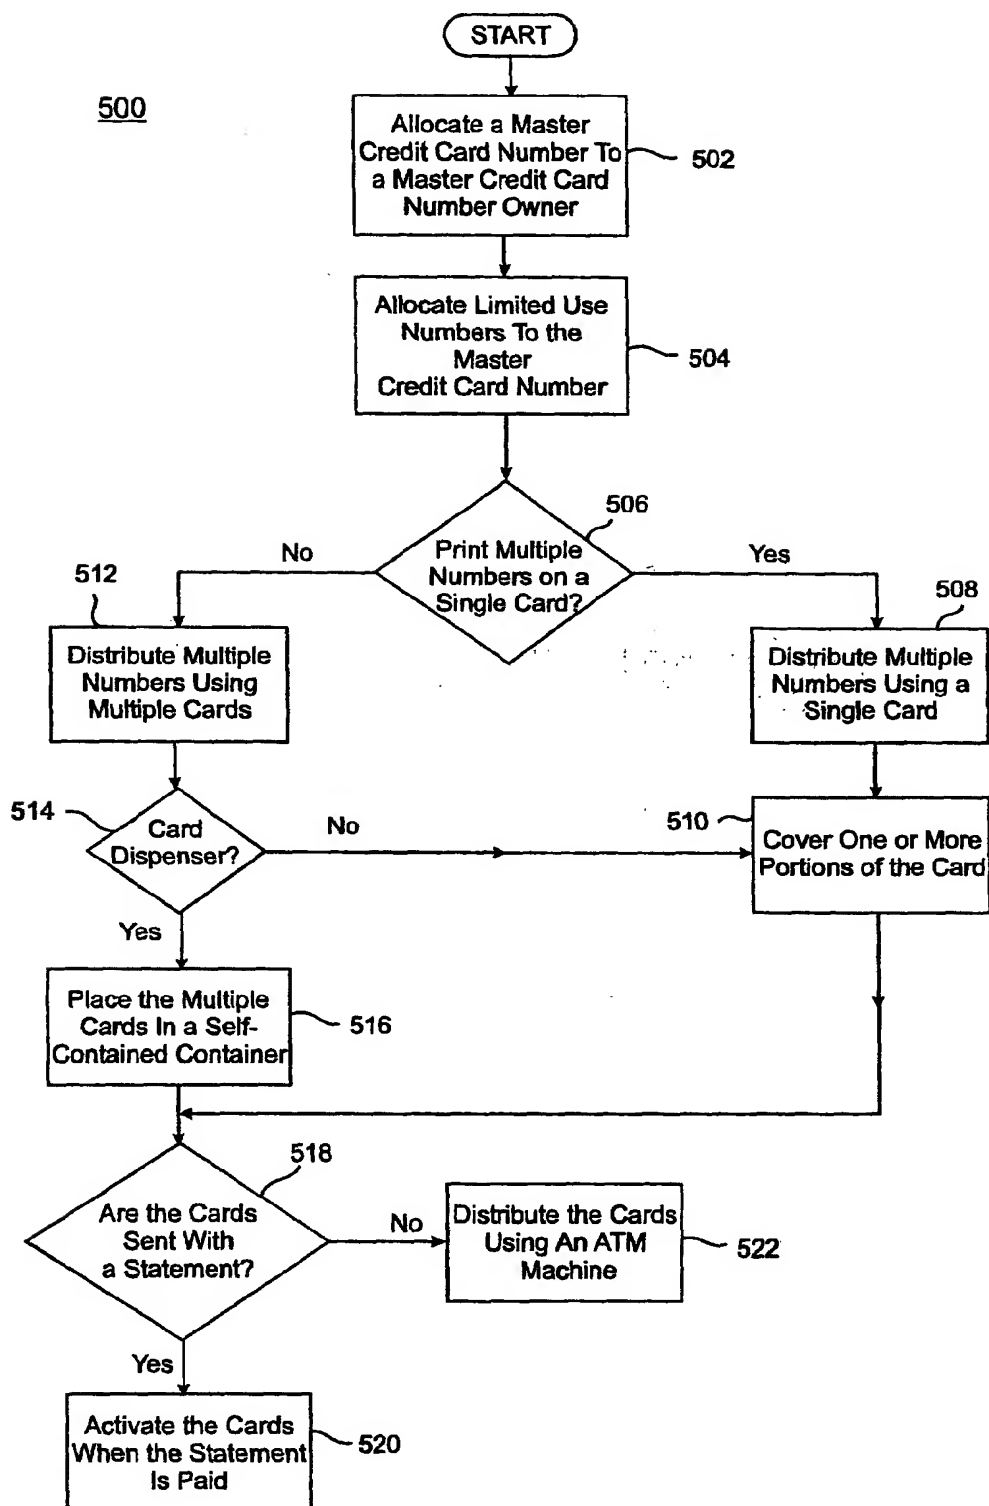 START
500
Allocate a Master
Credit Card Number To
a Master Credit Card
Number Owner
502
Allocate Limited Use
Numbers To the
Master
Credit Card Number
504
506
Print Multiple
Numbers on a
Single Card?
No
Yes
512
508
Distribute Multiple
Numbers Using
Multiple Cards
Distribute Multiple
Numbers Using a
Single Card
514
Card
Dispenser?
No
510
Cover One or More
Portions of the Card
Yes
Place the Multiple
Cards In a Self-
Contained Container
516
518
Are the Cards
Sent With
a Statement?
No
Distribute the Cards
Using An ATM
Machine
522
Yes
Activate the Cards
When the Statement
Is Paid
520